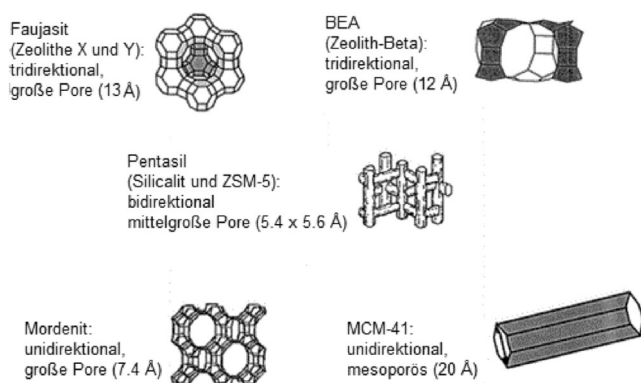 Faujasit
(Zeolithe X und Y):
tridirektional,
große Pore (13 Å)
BEA
(Zeolith-Beta):
tridirektional,
große Pore (12 Å)
Pentasil
(Silicalit und ZSM-5):
bidirektional
mittelgroße Pore (5.4 x 5.6 Å)
Mordenit:
unidirektional,
große Pore (7.4 Å)
MCM-41:
unidirektional,
mesoporös (20 Å)